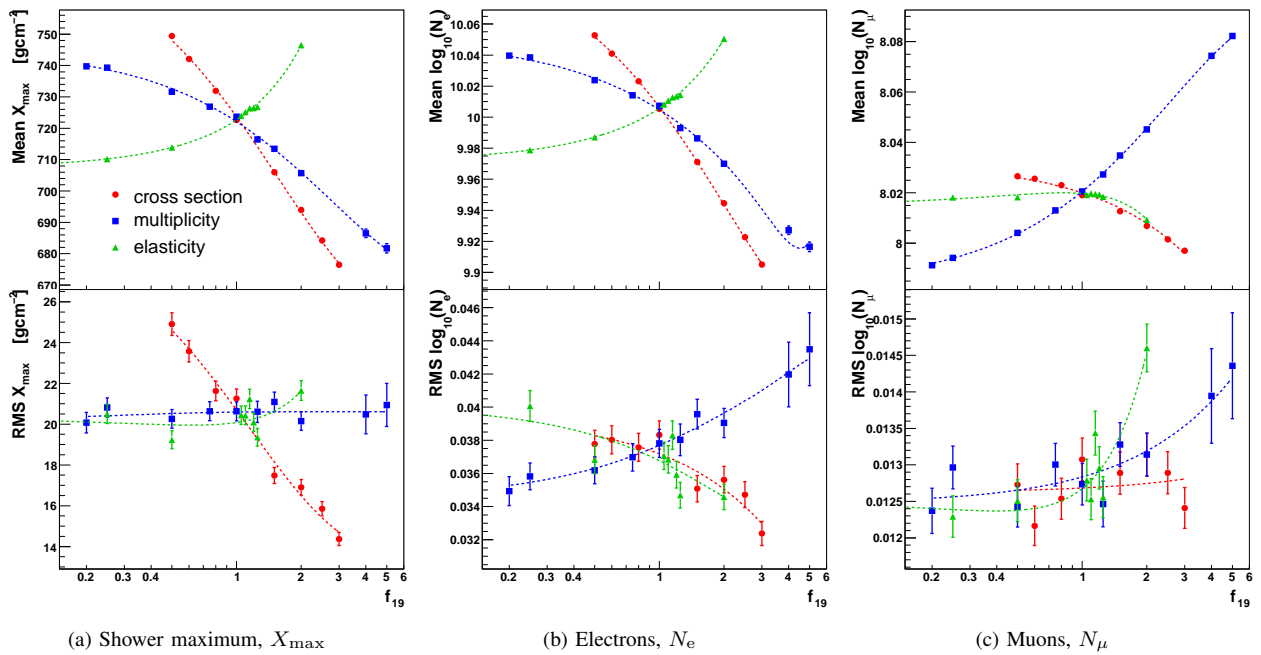 Mean X_max [gcm⁻²]
750
740
730
720
710
700
690
680
670
cross section
multiplicity
elasticity
RMS X_max [gcm⁻²]
26
24
22
20
18
16
14
0.2 0.3 0.4 1 2 3 4 5 6
f_19
Mean log_10(N_e)
10.06
10.04
10.02
10
9.98
9.96
9.94
9.92
9.9
RMS log_10(N_e)
0.046
0.044
0.042
0.04
0.038
0.036
0.034
0.032
0.2 0.3 0.4 1 2 3 4 5 6
f_19
Mean log_10(N_μ)
8.08
8.06
8.04
8.02
8
RMS log_10(N_μ)
0.015
0.0145
0.014
0.0135
0.013
0.0125
0.012
0.2 0.3 0.4 1 2 3 4 5 6
f_19
(a) Shower maximum, X_max
(b) Electrons, N_e
(c) Muons, N_μ